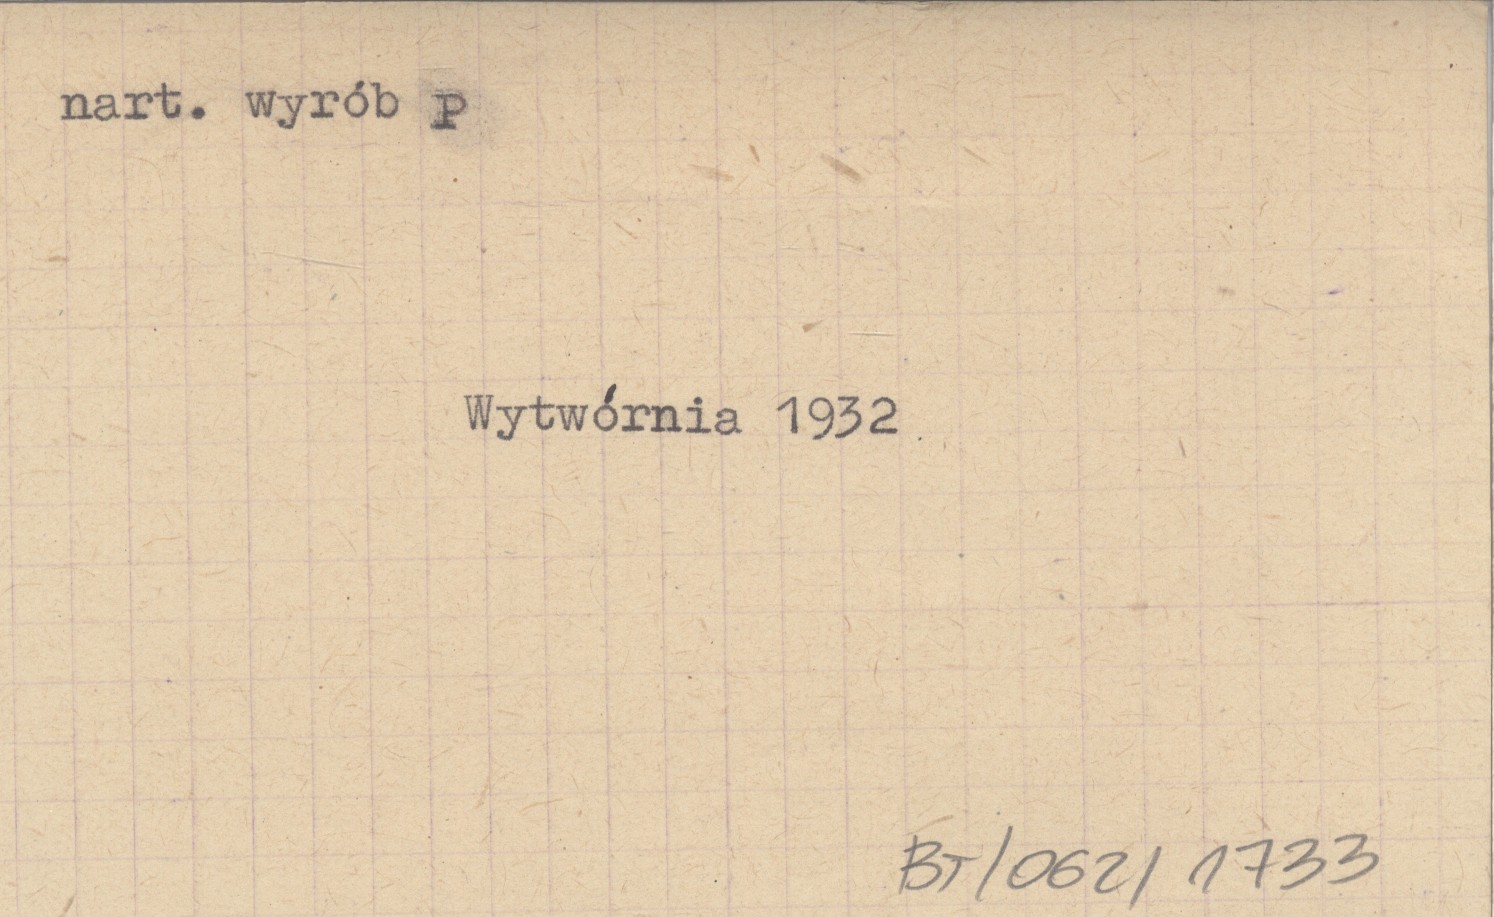 nart. wyrób p
Wytwórnia 1932
BT/062/1733